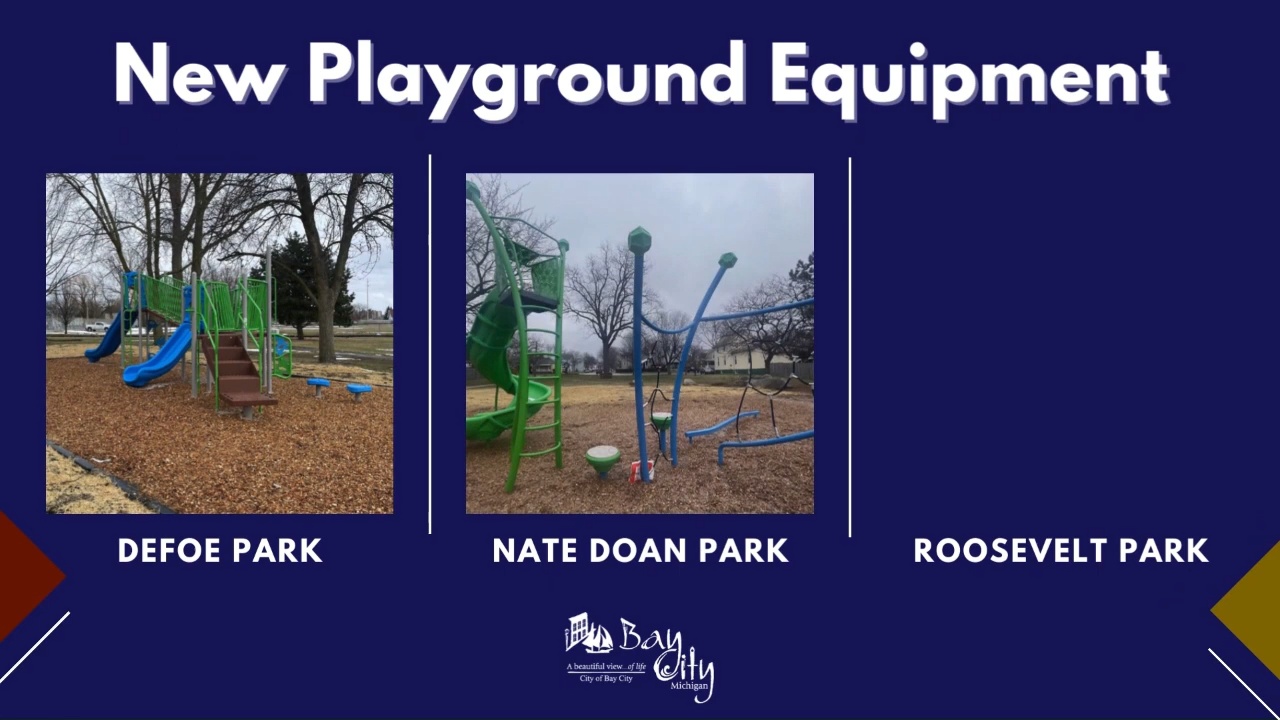 New Playground Equipment
DEFOE PARK
NATE DOAN PARK
ROOSEVELT PARK
Bay
City
A beautiful view...of life
City of Bay City
Michigan